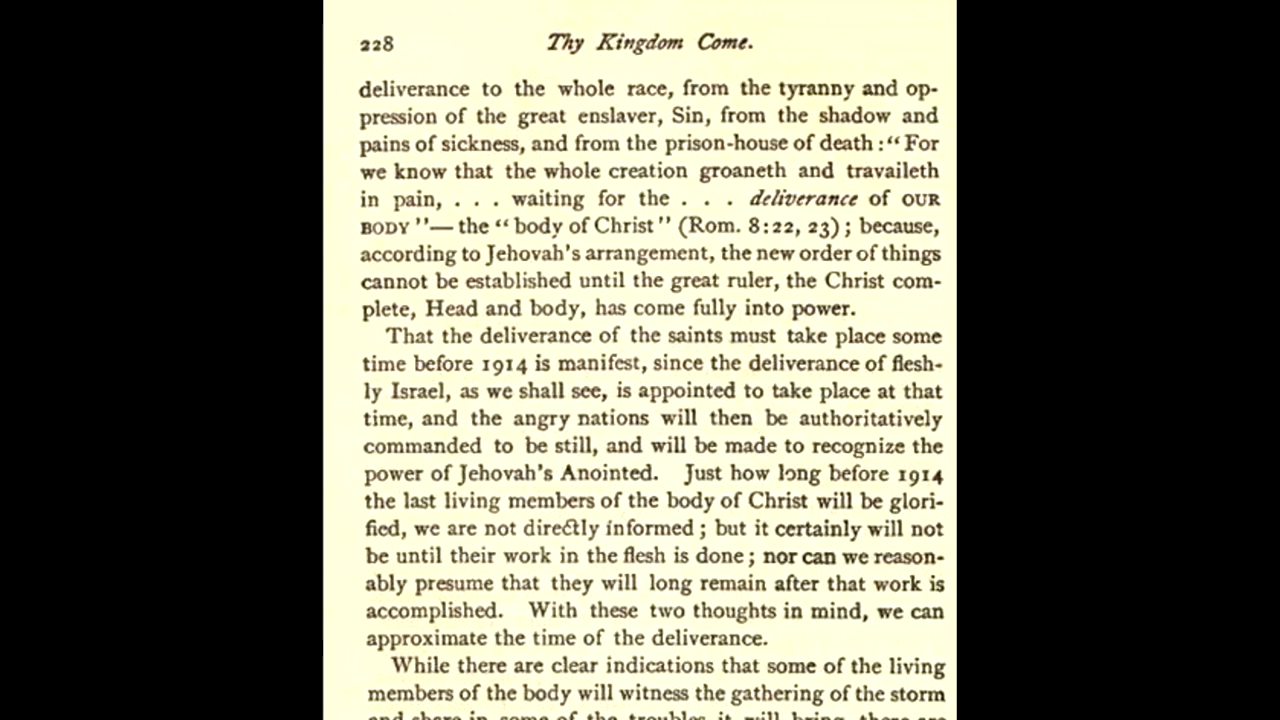 228 Thy Kingdom Come.
deliverance to the whole race, from the tyranny and op-
pression of the great enslaver, Sin, from the shadow and
pains of sickness, and from the prison-house of death :“ For
we know that the whole creation groaneth and travaileth
in pain, . . . waiting for the . . . deliverance of OUR
BODY ”— the “ body of Christ ” (Rom. 8:22, 23) ; because,
according to Jehovah's arrangement, the new order of things
cannot be established until the great ruler, the Christ com-
plete, Head and body, has come fully into power.
That the deliverance of the saints must take place some
time before 1914 is manifest, since the deliverance of flesh-
ly Israel, as we shall see, is appointed to take place at that
time, and the angry nations will then be authoritatively
commanded to be still, and will be made to recognize the
power of Jehovah's Anointed. Just how long before 1914
the last living members of the body of Christ will be glori-
fied, we are not directly informed ; but it certainly will not
be until their work in the flesh is done ; nor can we reason-
ably presume that they will long remain after that work is
accomplished. With these two thoughts in mind, we can
approximate the time of the deliverance.
While there are clear indications that some of the living
members of the body will witness the gathering of the storm
and share in some of the troubles it will bring, there are